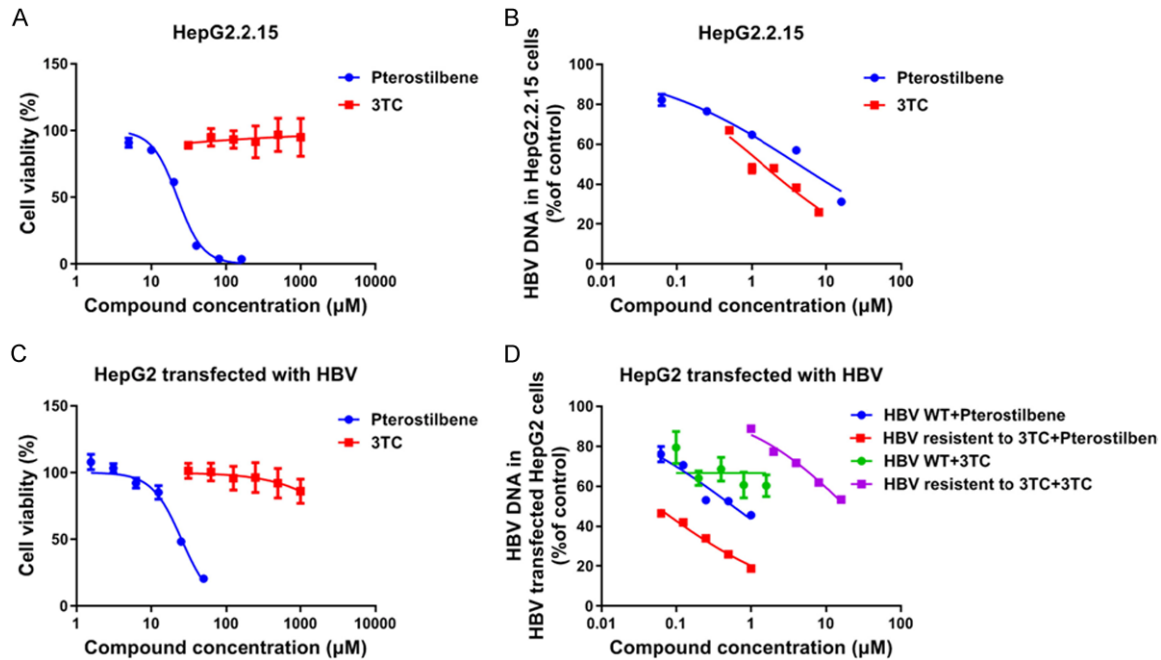 A
HepG2.2.15
Cell viability (%)
150
100
50
0
1
10
100
1000
10000
Compound concentration (μM)
Pterostilbene
3TC
B
HepG2.2.15
HBV DNA in HepG2.2.15 cells
(%of control)
100
80
60
40
20
0
0.01
0.1
1
10
100
Compound concentration (μM)
Pterostilbene
3TC
C
HepG2 transfected with HBV
Cell viablity (%)
150
100
50
0
1
10
100
1000
10000
Compound concentration (μM)
Pterostilbene
3TC
D
HepG2 transfected with HBV
HBV DNA in
HBV transfected HepG2 cells
(%of control)
100
80
60
40
20
0
0.01
0.1
1
10
100
Compound concentration (μM)
HBV WT+Pterostilbene
HBV resistent to 3TC+Pterostilben
HBV WT+3TC
HBV resistent to 3TC+3TC